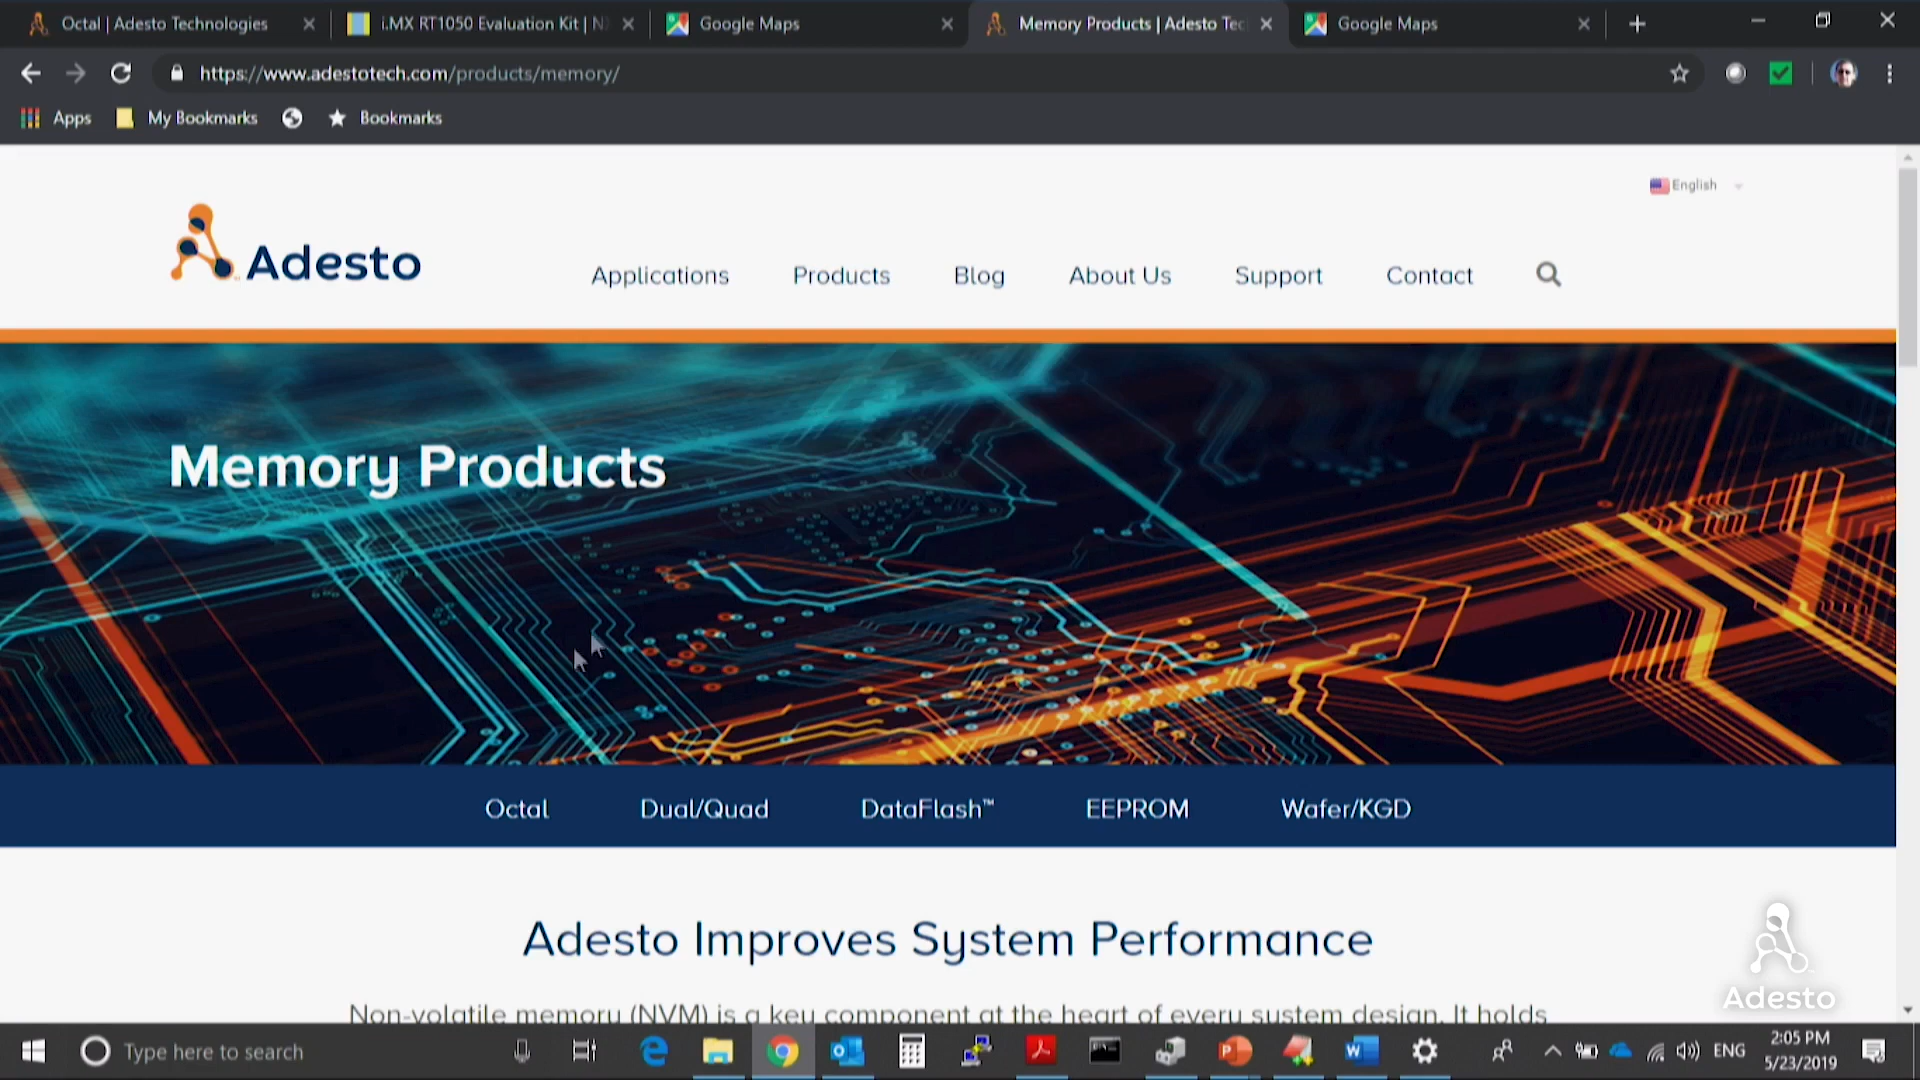 Octal | Adesto Technologies
i.MX RT1050 Evaluation Kit | N
Google Maps
Memory Products | Adesto Tec
Google Maps
https://www.adestotech.com/products/memory/
Apps
My Bookmarks
Bookmarks
English
Adesto
Applications
Products
Blog
About Us
Support
Contact
Memory Products
Octal
Dual/Quad
DataFlash™
EEPROM
Wafer/KGD
Adesto Improves System Performance
Non-volatile memory (NVM) is a key component at the heart of every system design. It holds
Adesto
Type here to search
ENG
2:05 PM
5/23/2019